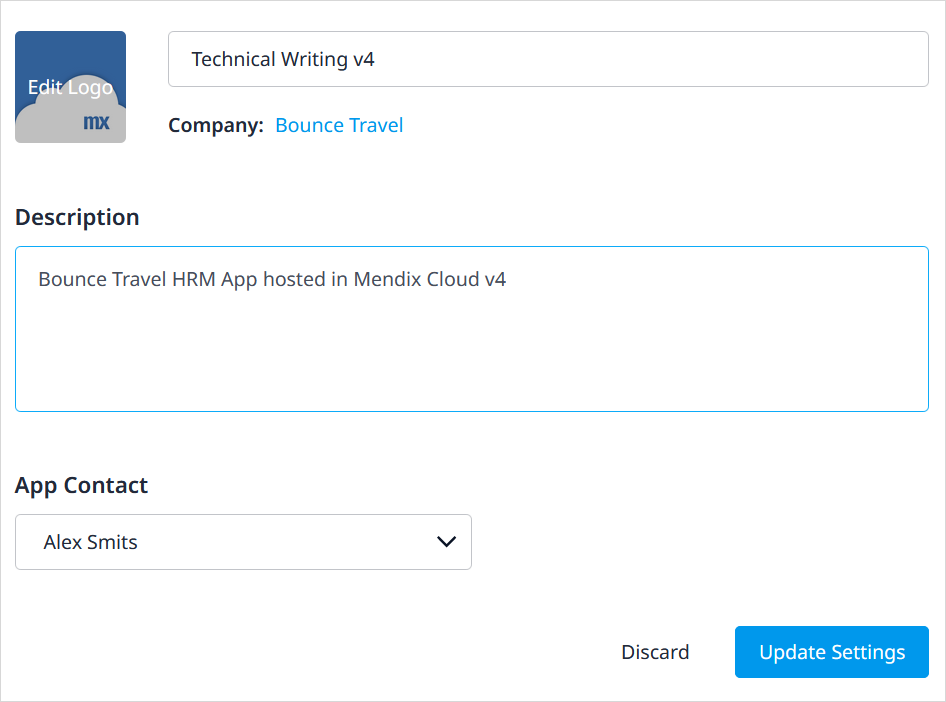 Technical Writing v4
Edit Logo
mx
Company: Bounce Travel
Description
Bounce Travel HRM App hosted in Mendix Cloud v4
App Contact
Alex Smits
Discard
Update Settings